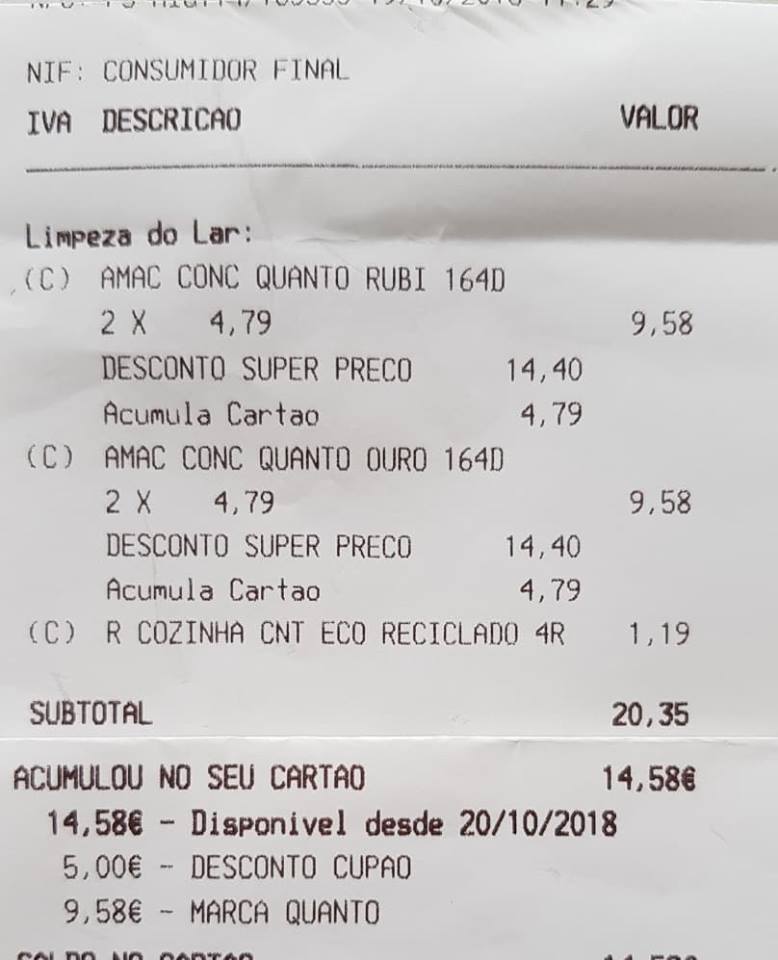 NIF: CONSUMIDOR FINAL
IVA DESCRICAO VALOR
Limpeza do Lar:
(C) AMAC CONC QUANTO RUBI 164D
2 X 4,79 9,58
DESCONTO SUPER PRECO 14,40
Acumula Cartao 4,79
(C) AMAC CONC QUANTO OURO 164D
2 X 4,79 9,58
DESCONTO SUPER PRECO 14,40
Acumula Cartao 4,79
(C) R COZINHA CNT ECO RECICLADO 4R 1,19
SUBTOTAL 20,35
ACUMULOU NO SEU CARTAO 14,58€
14,58€ - Disponivel desde 20/10/2018
5,00€ - DESCONTO CUPAO
9,58€ - MARCA QUANTO
SALDO NO CARTAO